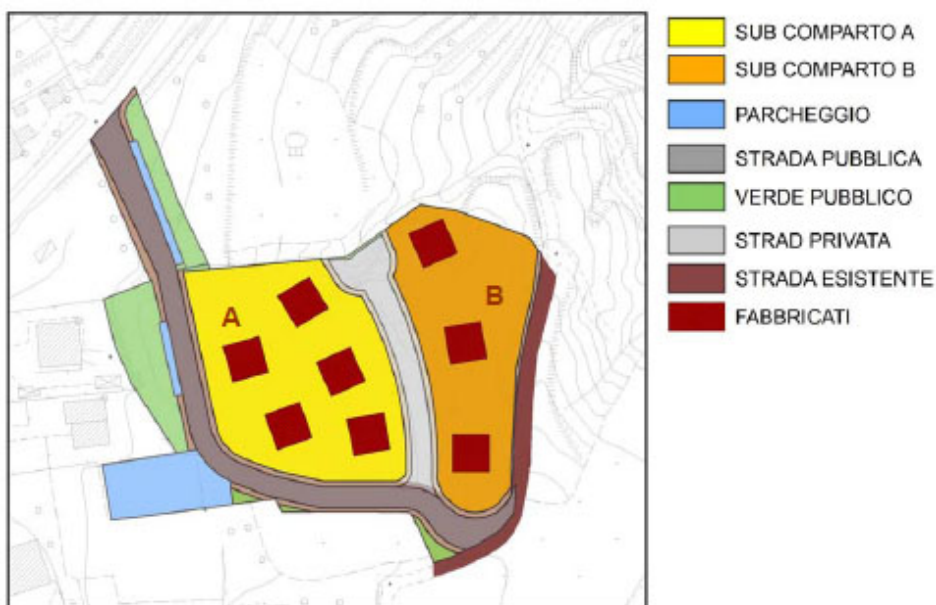 SUB COMPARTO A
SUB COMPARTO B
PARCHEGGIO
STRADA PUBBLICA
VERDE PUBBLICO
STRAD PRIVATA
STRADA ESISTENTE
FABBRICATI
A
B